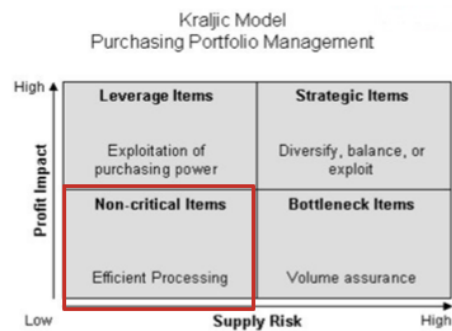 Kraljic Model
Purchasing Portfolio Management
High
Leverage Items
Strategic Items
Exploitation of
purchasing power
Diversify, balance, or
exploit
Profit Impact
Non-critical Items
Bottleneck Items
Efficient Processing
Volume assurance
Low
Supply Risk
High